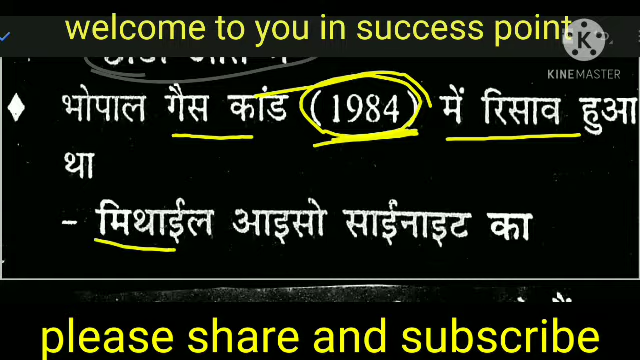 welcome to you in success point
KINEMASTER
भोपाल गैस कांड (1984) में रिसाव हुआ
था
- मिथाईल आइसो साईनाइट का
please share and subscribe